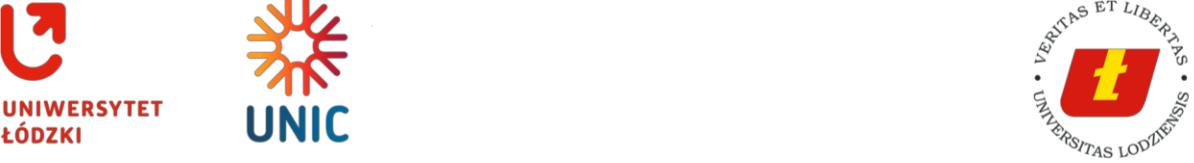 UNIWERSYTET
ŁÓDZKI
UNIC
VERITAS ET LIBERTAS
ł
• UNIVERSITAS LODZIENSIS •